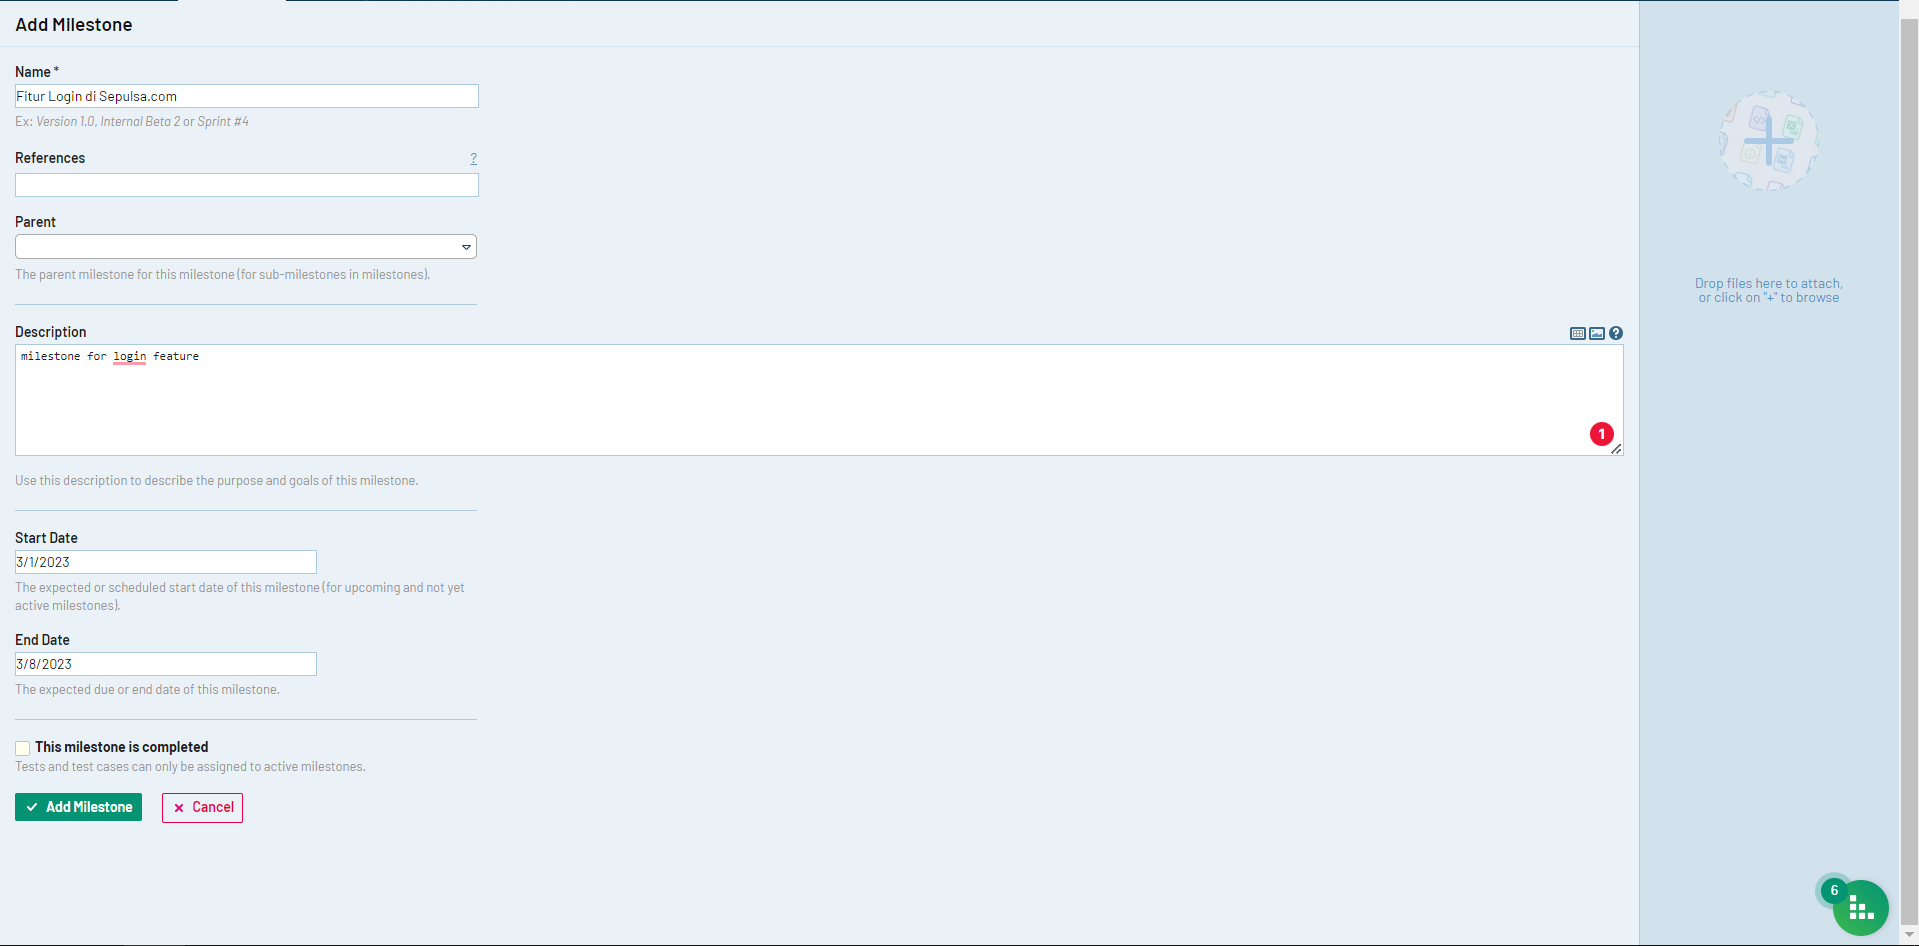 Add Milestone
Name *
Fitur Login di Sepulsa.com
Ex: Version 1.0, Internal Beta 2 or Sprint #4
References
?
Parent
The parent milestone for this milestone (for sub-milestones in milestones).
Description
milestone for login feature
1
Use this description to describe the purpose and goals of this milestone.
Start Date
3/1/2023
The expected or scheduled start date of this milestone (for upcoming and not yet
active milestones).
End Date
3/8/2023
The expected due or end date of this milestone.
This milestone is completed
Tests and test cases can only be assigned to active milestones.
Add Milestone
Cancel
Drop files here to attach,
or click on "+" to browse
6